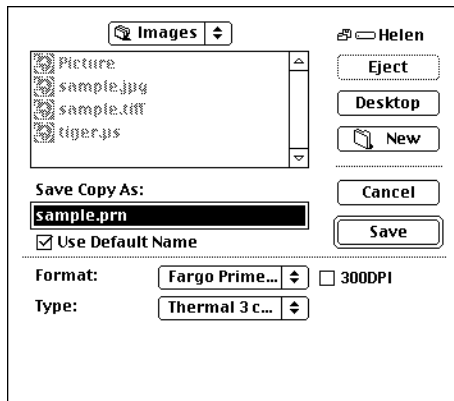 Images
Helen
Picture
sample.jpg
sample.tiff
tiger.ps
Eject
Desktop
New
Save Copy As:
sample.prn
Use Default Name
Cancel
Save
Format: Fargo Prime... 300DPI
Type: Thermal 3 c...